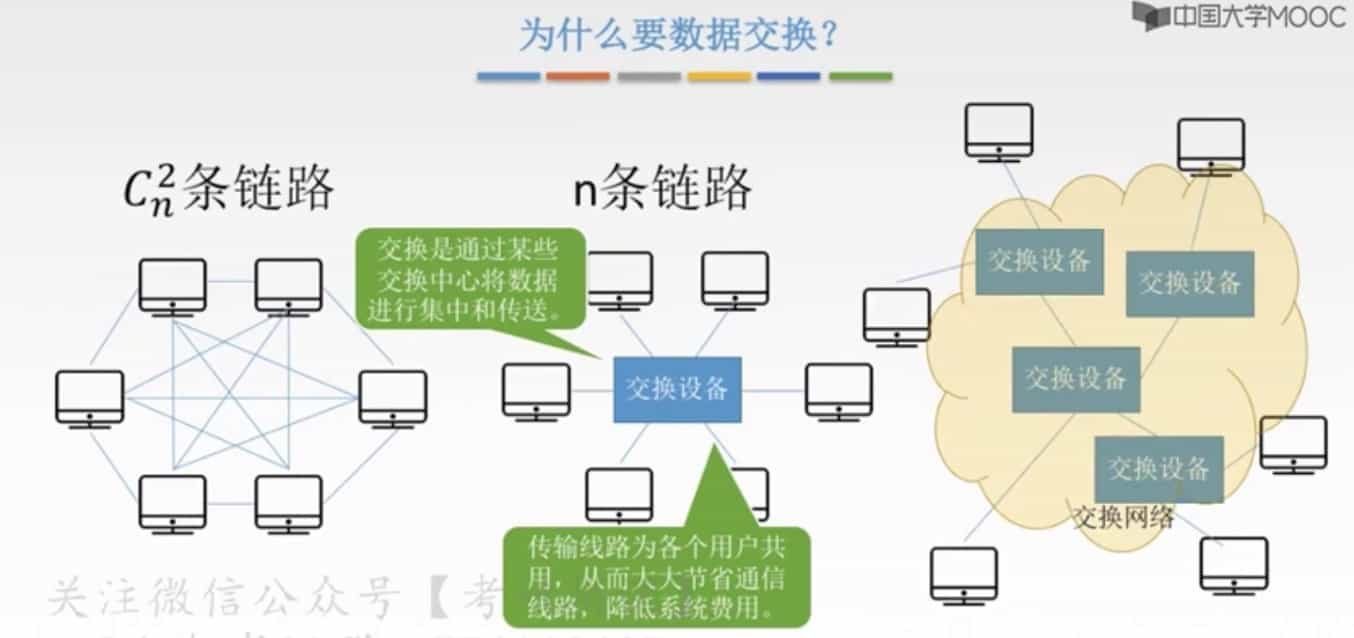 为什么要数据交换？
中国大学MOOC
C_n^2条链路
n条链路
交换是通过某些
交换中心将数据
进行集中和传送。
交换设备
传输线路为各个用户共
用，从而大大节省通信
线路，降低系统费用。
交换设备
交换设备
交换设备
交换设备
交换网络
关注微信公众号【考